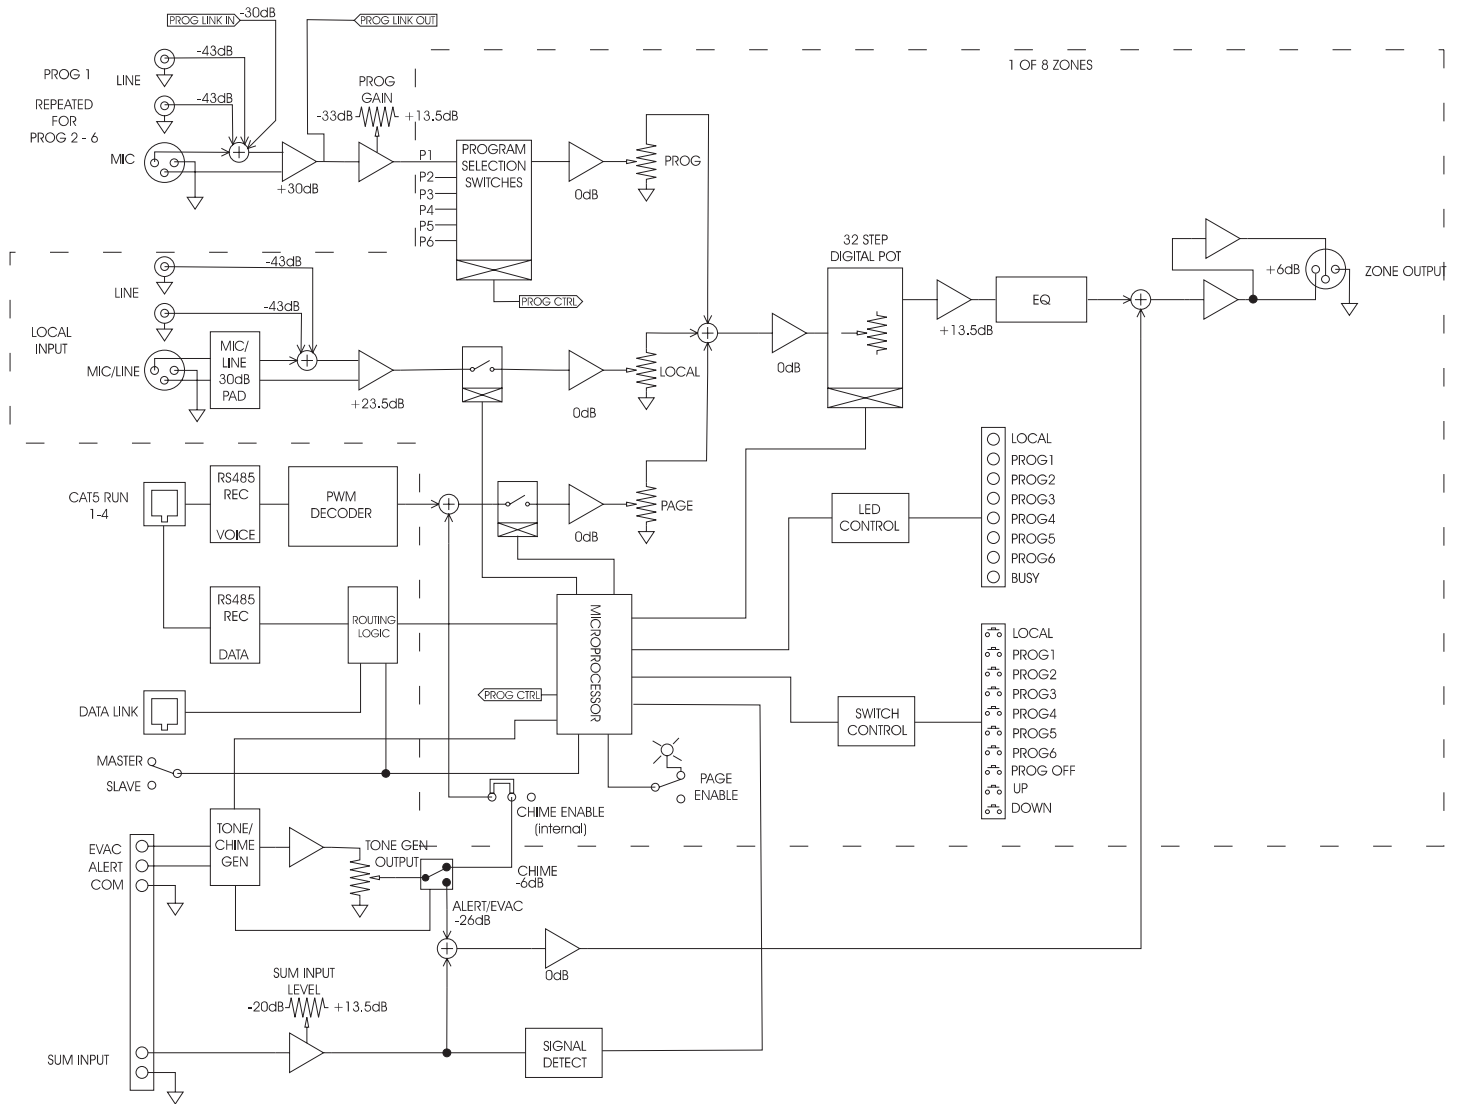 PROG LINK IN
-30dB
PROG LINK OUT
1 OF 8 ZONES
PROG 1
REPEATED
FOR
PROG 2 - 6
LINE
-43dB
-43dB
MIC
+30dB
PROG
GAIN
-33dB
+13.5dB
P1
P2
P3
P4
P5
P6
PROGRAM
SELECTION
SWITCHES
PROG CTRL
0dB
PROG
LOCAL
INPUT
LINE
-43dB
-43dB
MIC/LINE
MIC/
LINE
30dB
PAD
+23.5dB
0dB
LOCAL
0dB
32 STEP
DIGITAL POT
+13.5dB
EQ
+6dB
ZONE OUTPUT
CAT5 RUN
1-4
RS485
REC
VOICE
PWM
DECODER
0dB
PAGE
RS485
REC
DATA
ROUTING
LOGIC
DATA LINK
MASTER
SLAVE
MICROPROCESSOR
PROG CTRL
LED
CONTROL
LOCAL
PROG1
PROG2
PROG3
PROG4
PROG5
PROG6
BUSY
SWITCH
CONTROL
LOCAL
PROG1
PROG2
PROG3
PROG4
PROG5
PROG6
PROG OFF
UP
DOWN
PAGE
ENABLE
CHIME ENABLE
(internal)
EVAC
ALERT
COM
TONE/
CHIME
GEN
TONE GEN
OUTPUT
CHIME
-6dB
ALERT/EVAC
-26dB
0dB
SUM INPUT
LEVEL
-20dB
+13.5dB
SUM INPUT
SIGNAL
DETECT